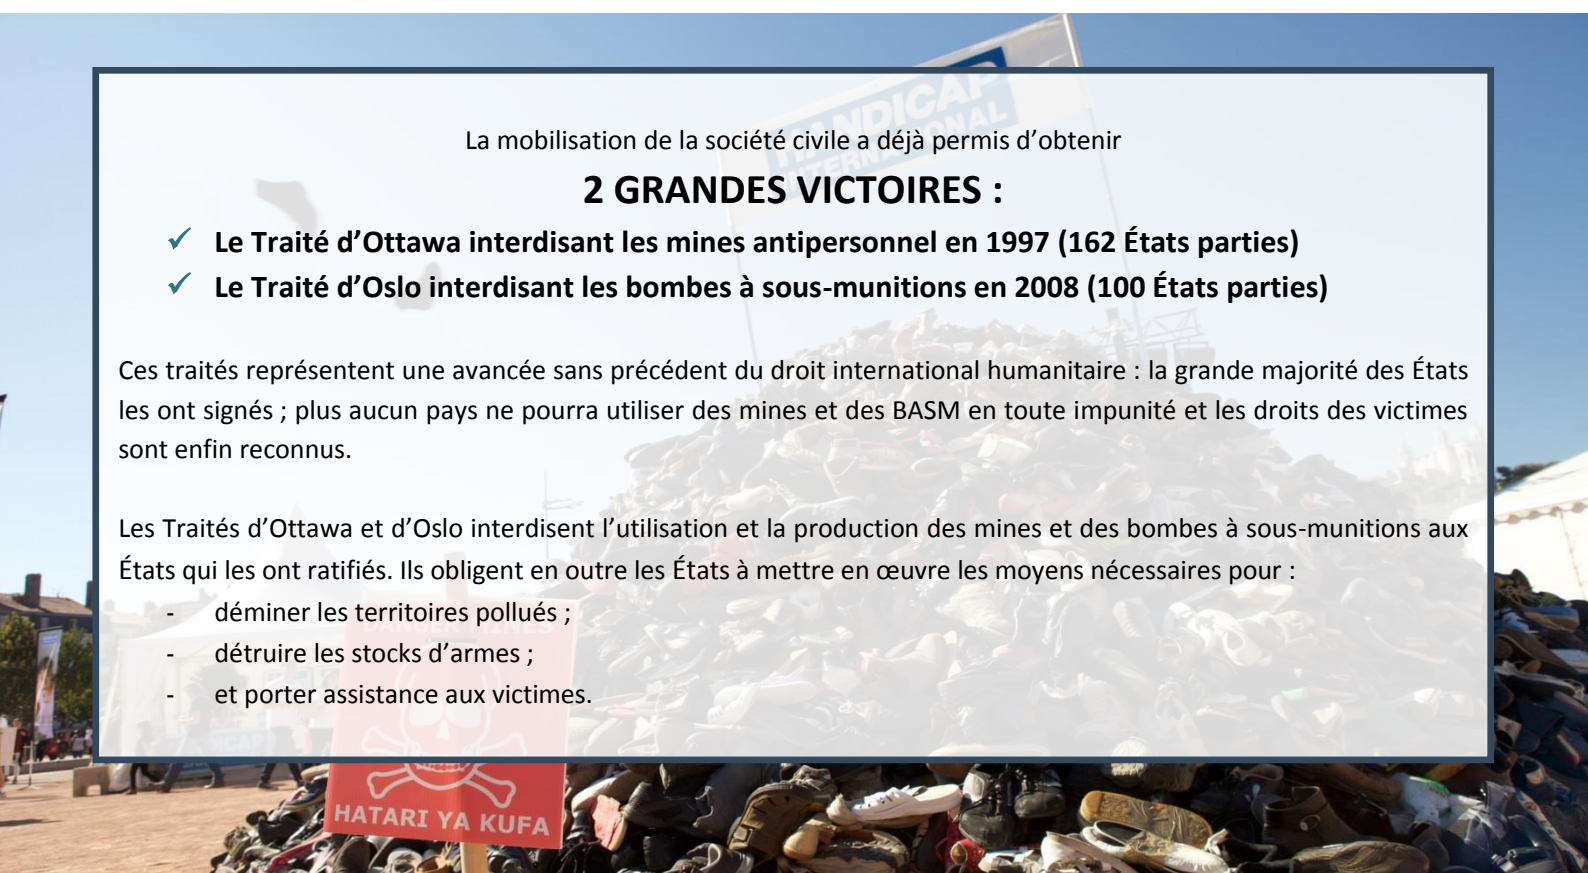 HANDICAP
INTERNATIONAL
La mobilisation de la société civile a déjà permis d’obtenir
2 GRANDES VICTOIRES :
✓ Le Traité d’Ottawa interdisant les mines antipersonnel en 1997 (162 États parties)
✓ Le Traité d’Oslo interdisant les bombes à sous-munitions en 2008 (100 États parties)
Ces traités représentent une avancée sans précédent du droit international humanitaire : la grande majorité des États
les ont signés ; plus aucun pays ne pourra utiliser des mines et des BASM en toute impunité et les droits des victimes
sont enfin reconnus.
Les Traités d’Ottawa et d’Oslo interdisent l’utilisation et la production des mines et des bombes à sous-munitions aux
États qui les ont ratifiés. Ils obligent en outre les États à mettre en œuvre les moyens nécessaires pour :
- déminer les territoires pollués ;
- détruire les stocks d’armes ;
- et porter assistance aux victimes.
DANGER MINES
HATARI YA KUFA